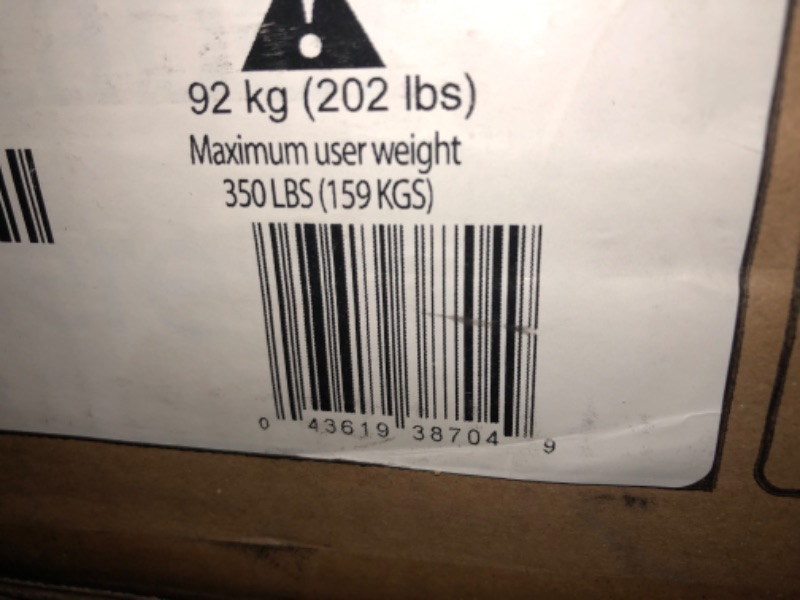 92 kg (202 lbs)
Maximum user weight
350 LBS (159 KGS)
0 43619 38704 9